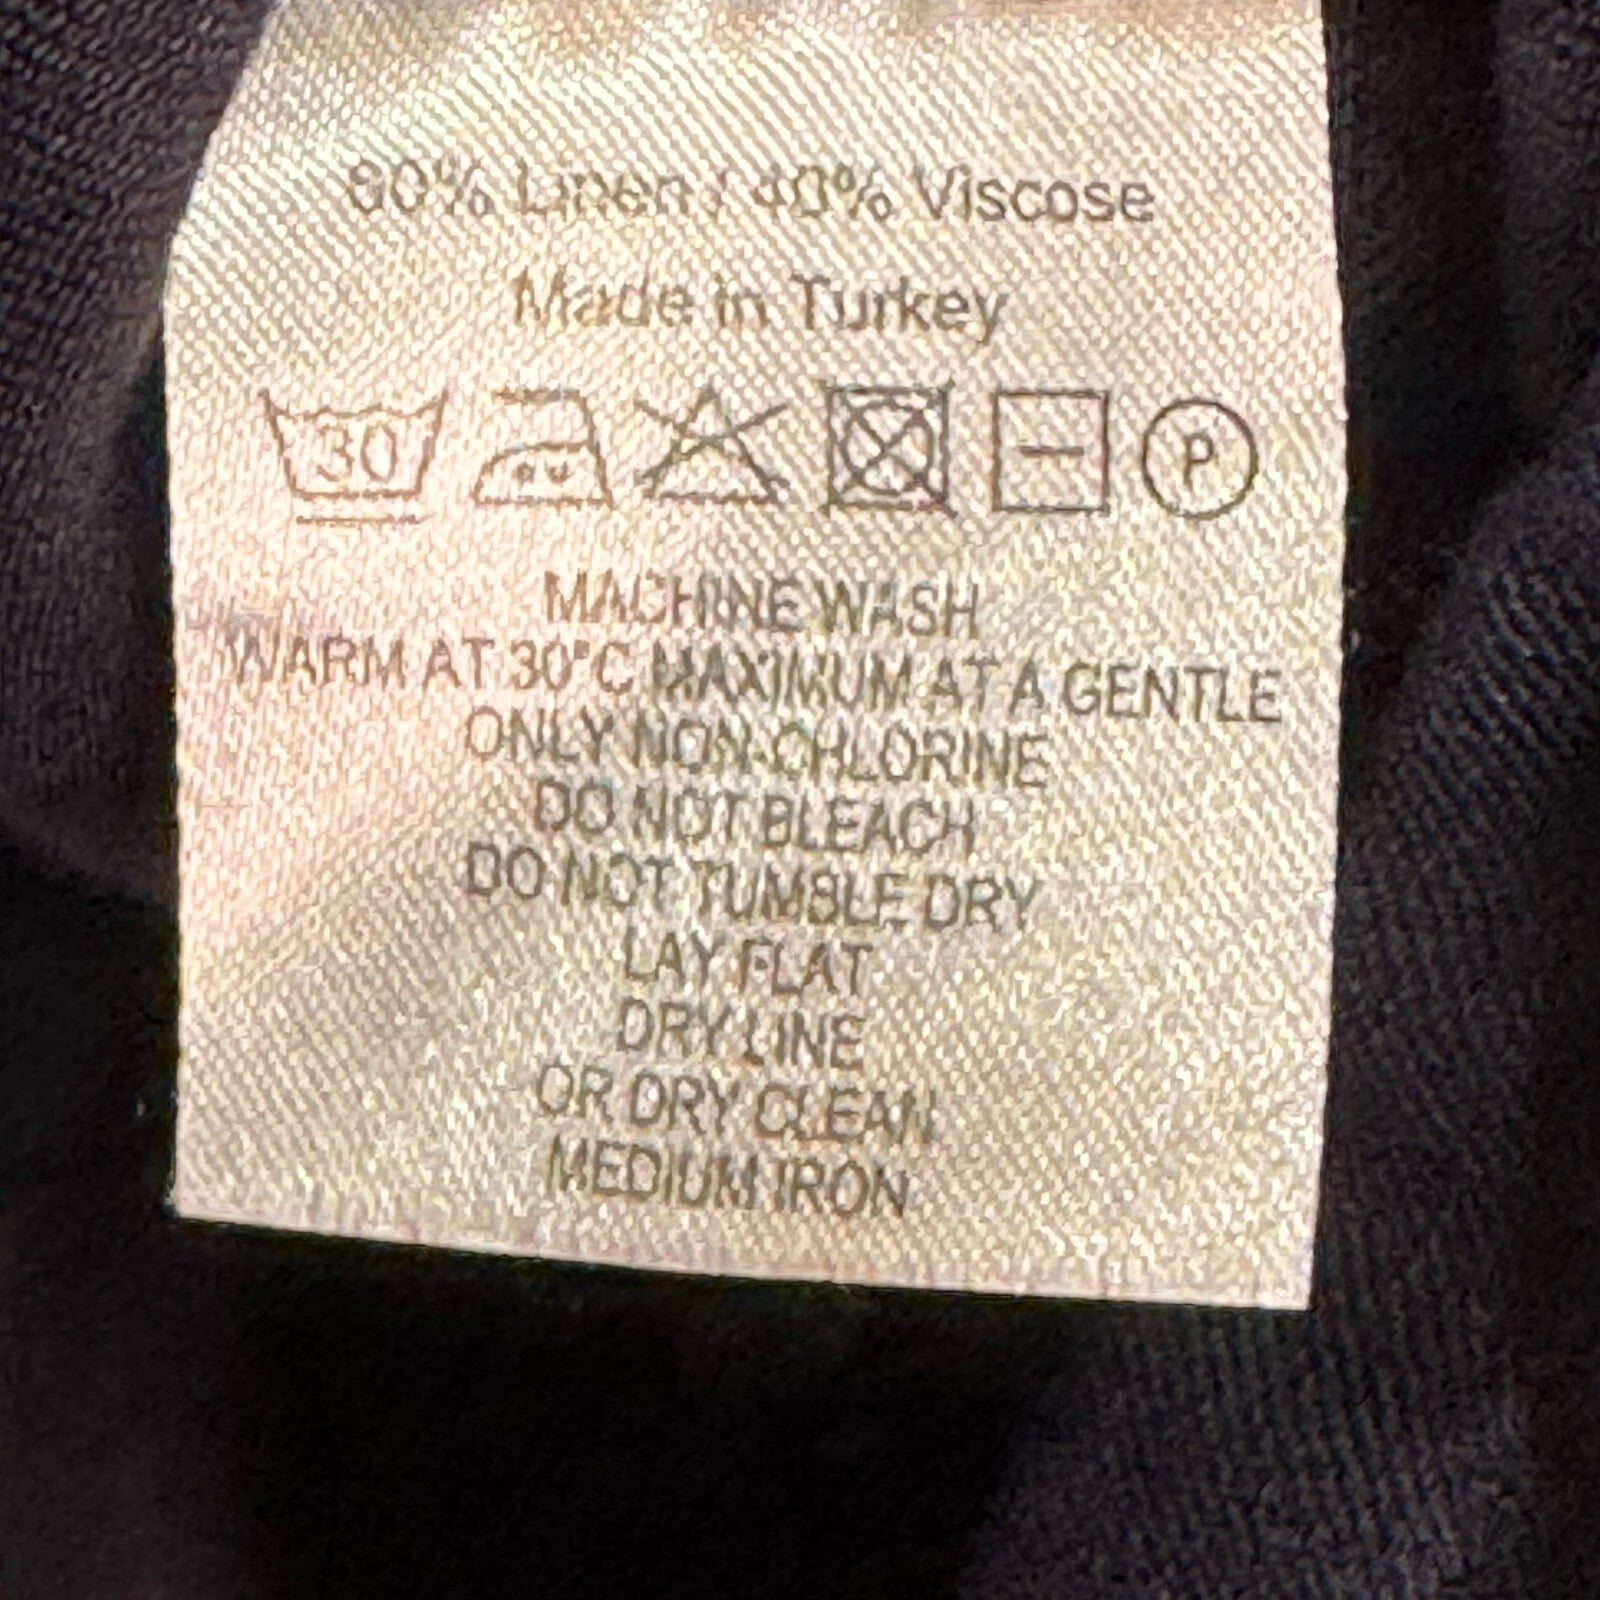 60% Linen / 40% Viscose
Made in Turkey
30 P
MACHINE WASH
WARM AT 30°C MAXIMUM AT A GENTLE
ONLY NON-CHLORINE
DO NOT BLEACH
DO NOT TUMBLE DRY
LAY FLAT
DRY LINE
OR DRY CLEAN
MEDIUM IRON